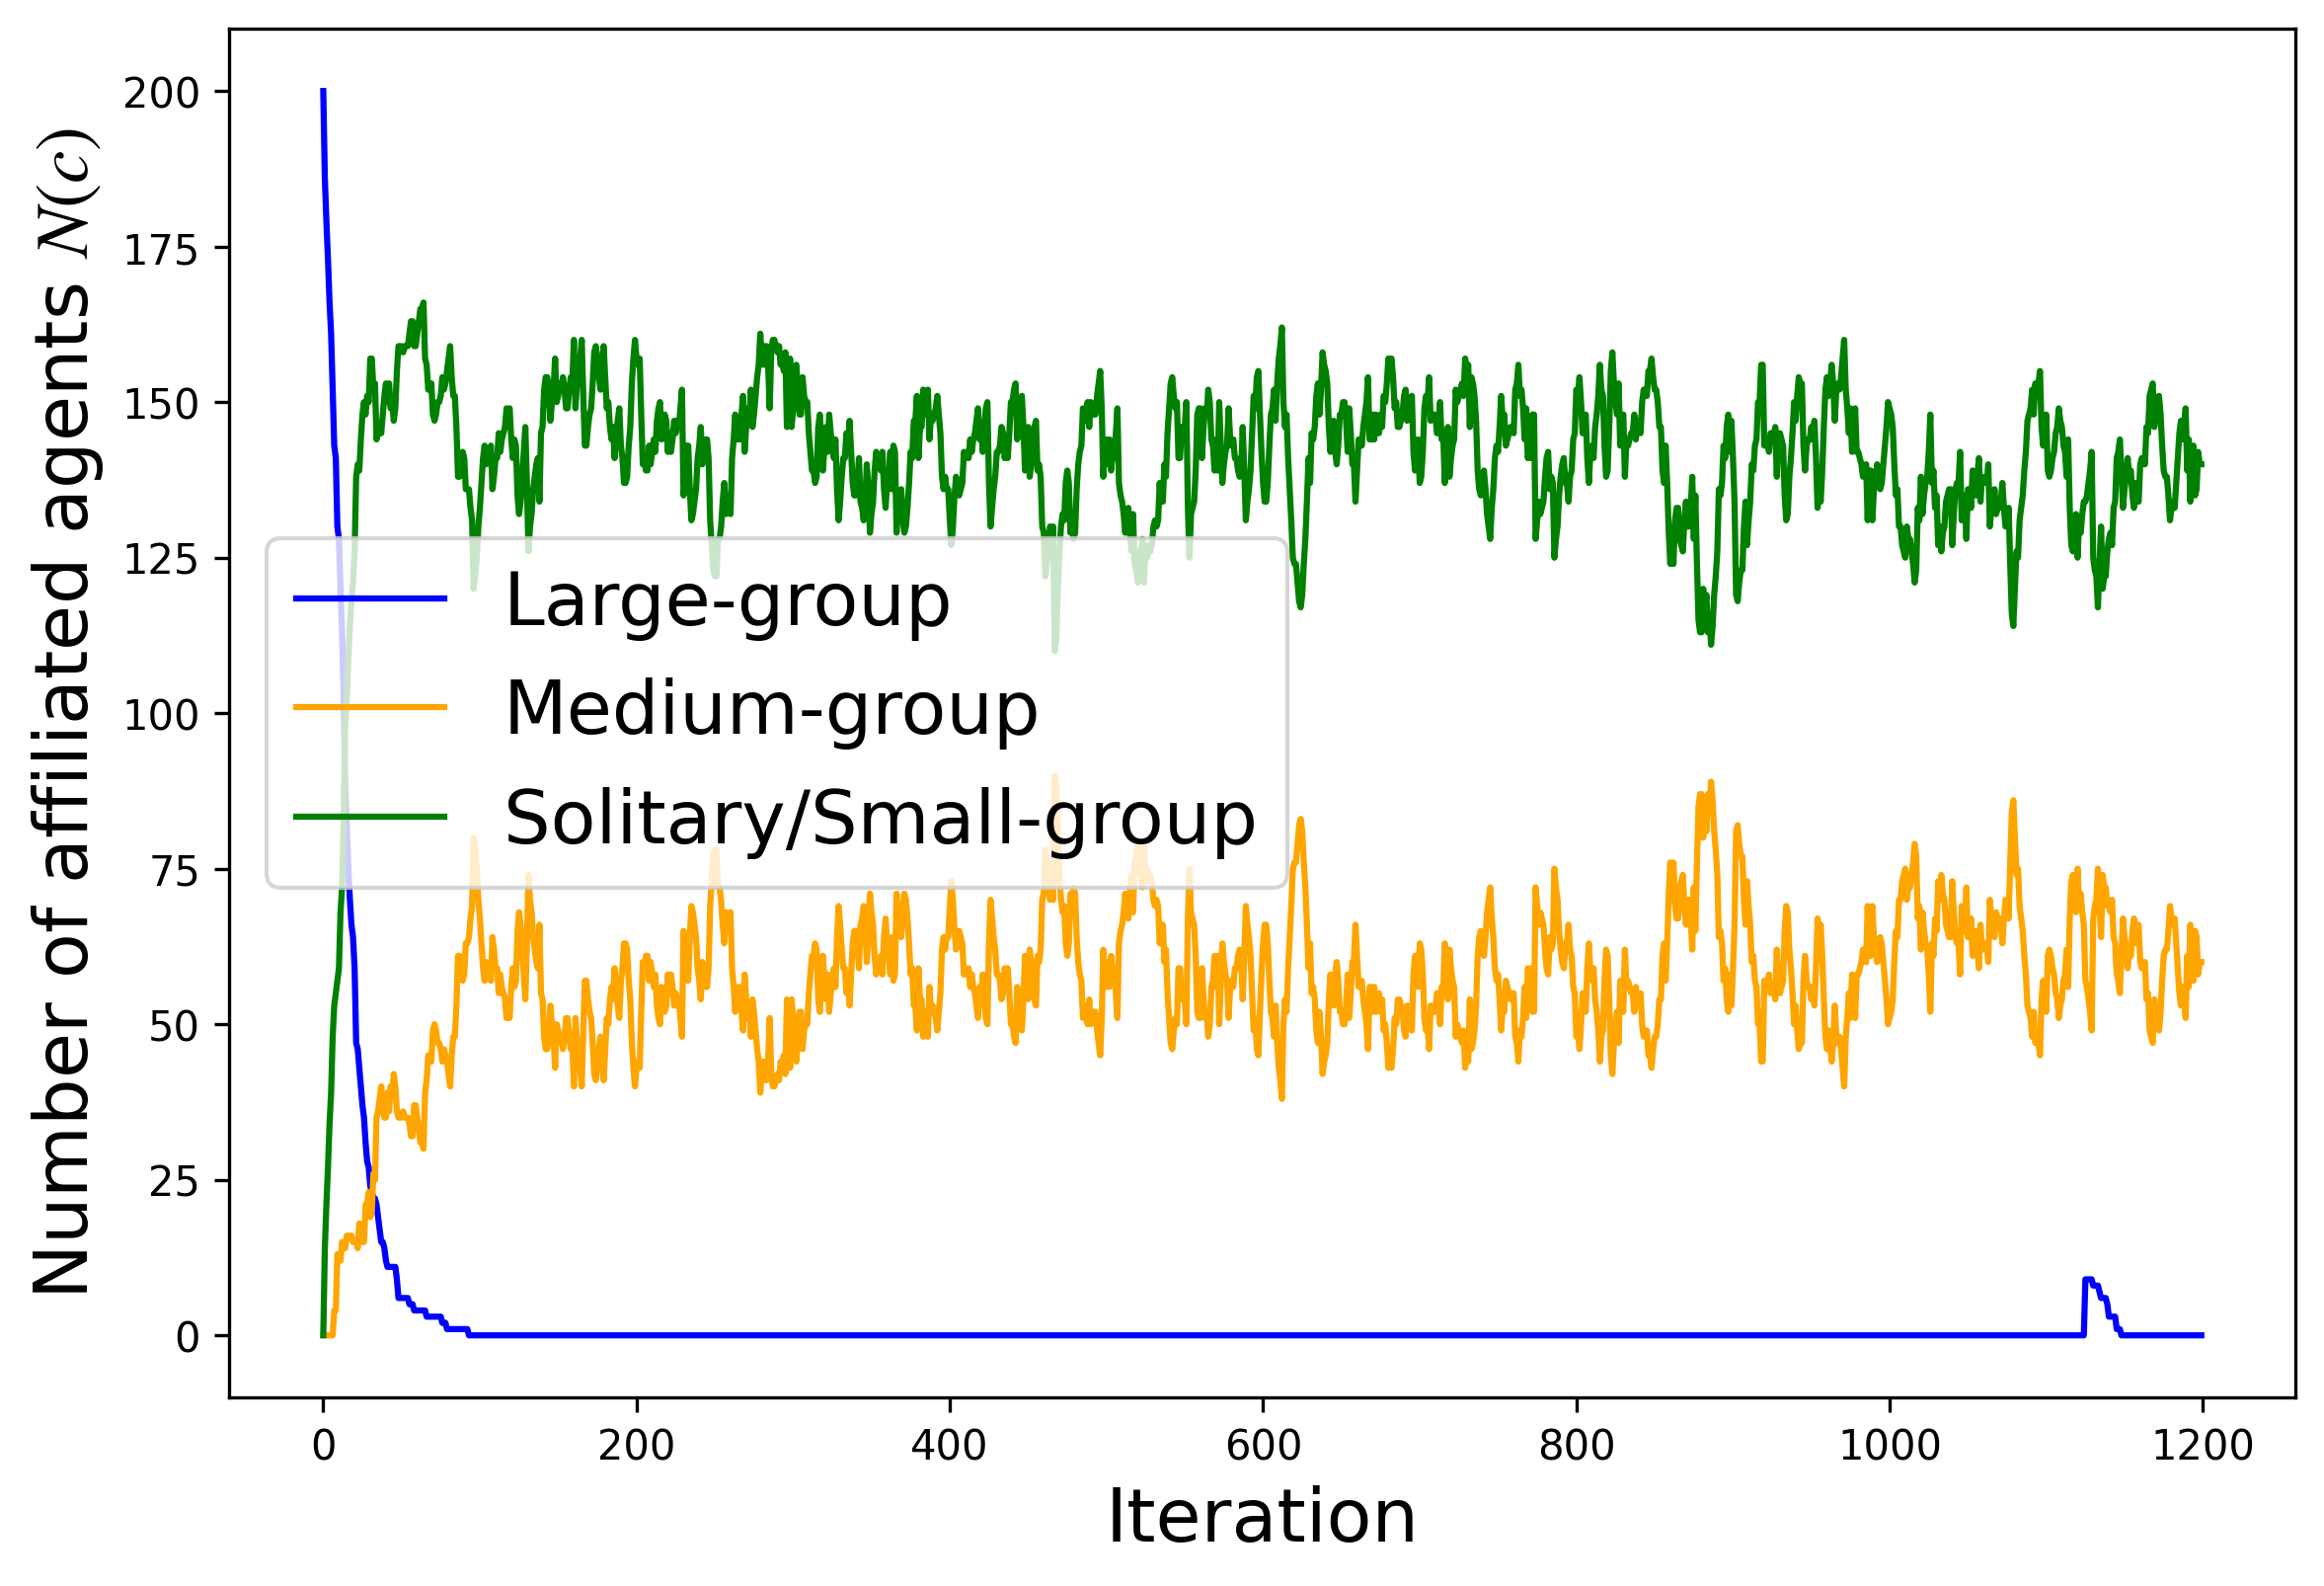 Number of affiliated agents N(c)
200
175
150
125
100
75
50
25
0
Large-group
Medium-group
Solitary/Small-group
0 200 400 600 800 1000 1200
Iteration